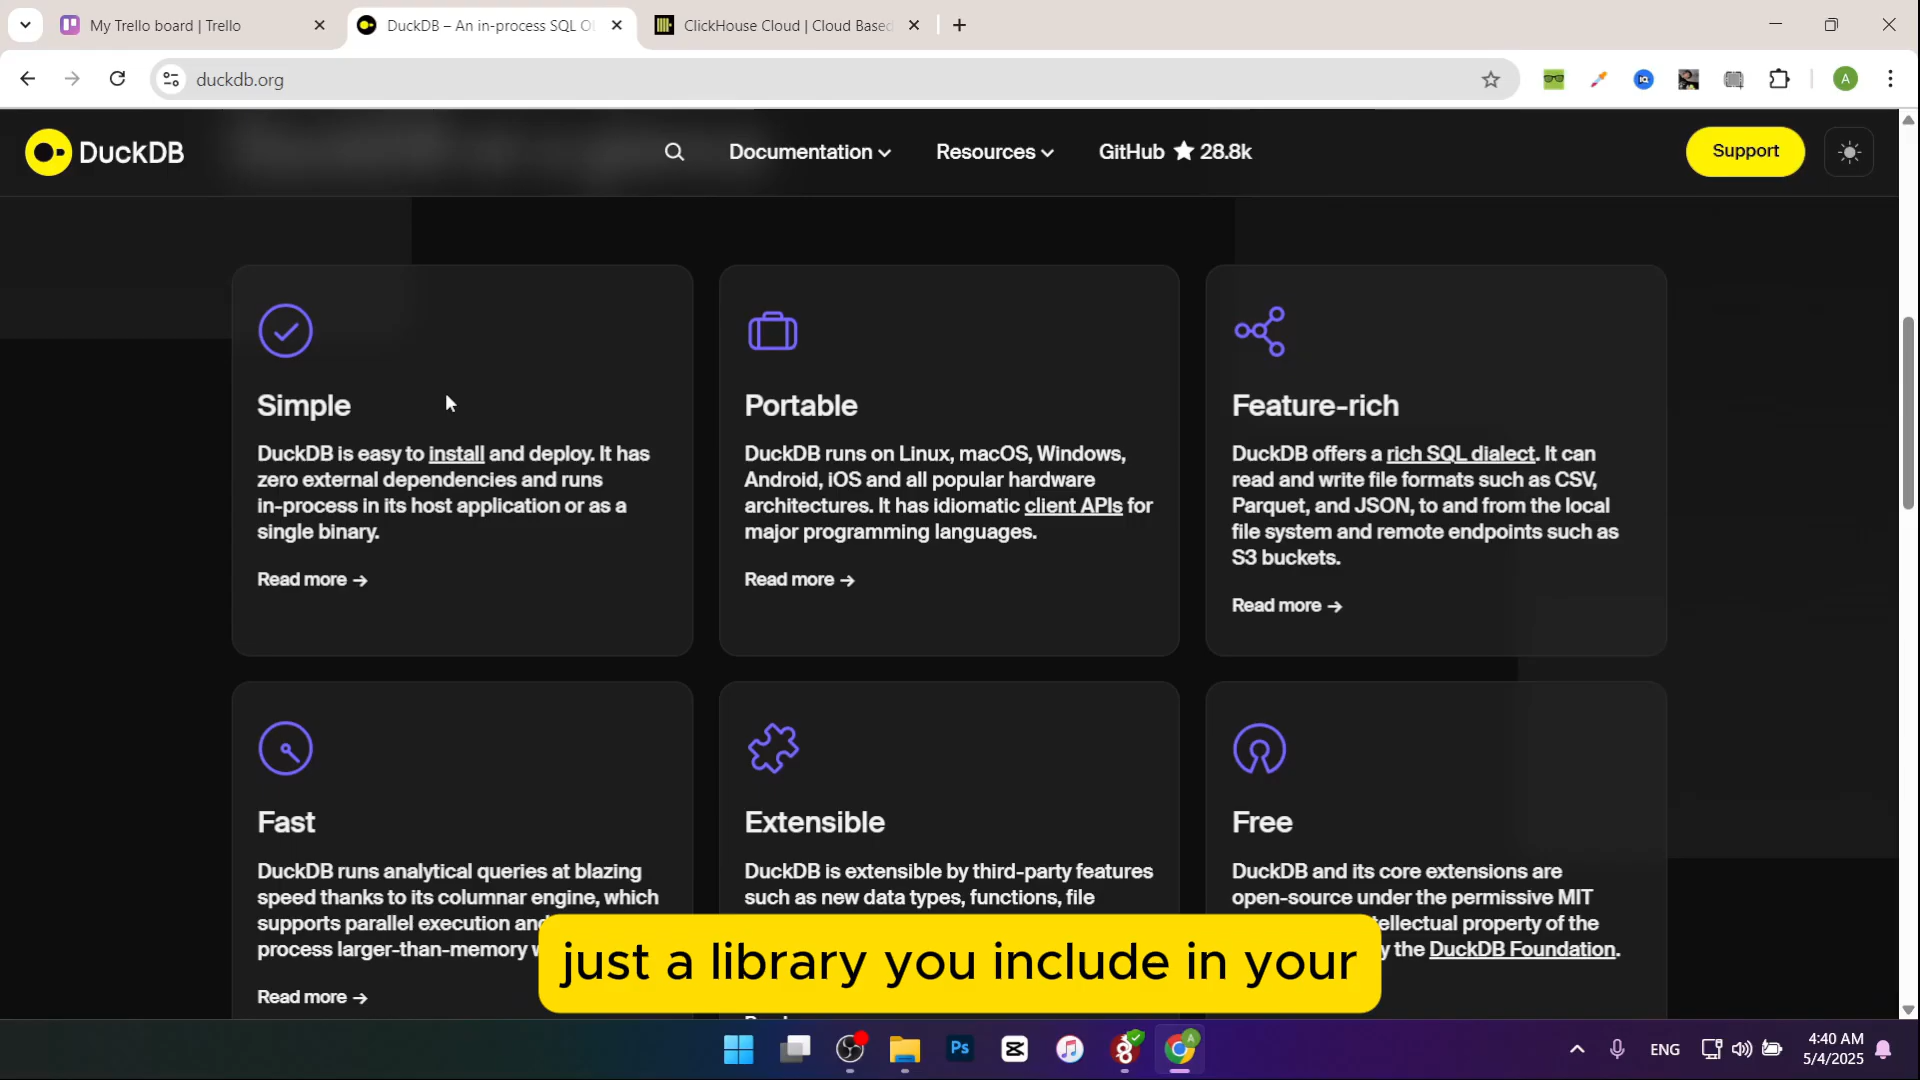 My Trello board | Trello
DuckDB – An in-process SQL OL
ClickHouse Cloud | Cloud Based
duckdb.org
DuckDB
Documentation
Resources
GitHub ★ 28.8k
Support
Simple
DuckDB is easy to install and deploy. It has
zero external dependencies and runs
in-process in its host application or as a
single binary.
Read more →
Portable
DuckDB runs on Linux, macOS, Windows,
Android, iOS and all popular hardware
architectures. It has idiomatic client APIs for
major programming languages.
Read more →
Feature-rich
DuckDB offers a rich SQL dialect. It can
read and write file formats such as CSV,
Parquet, and JSON, to and from the local
file system and remote endpoints such as
S3 buckets.
Read more →
Fast
DuckDB runs analytical queries at blazing
speed thanks to its columnar engine, which
supports parallel execution and
process larger-than-memory
Read more →
Extensible
DuckDB is extensible by third-party features
such as new data types, functions, file
Free
DuckDB and its core extensions are
open-source under the permissive MIT
property of the
the DuckDB Foundation.
just a library you include in your
Ps
A
ENG
4:40 AM
5/4/2025